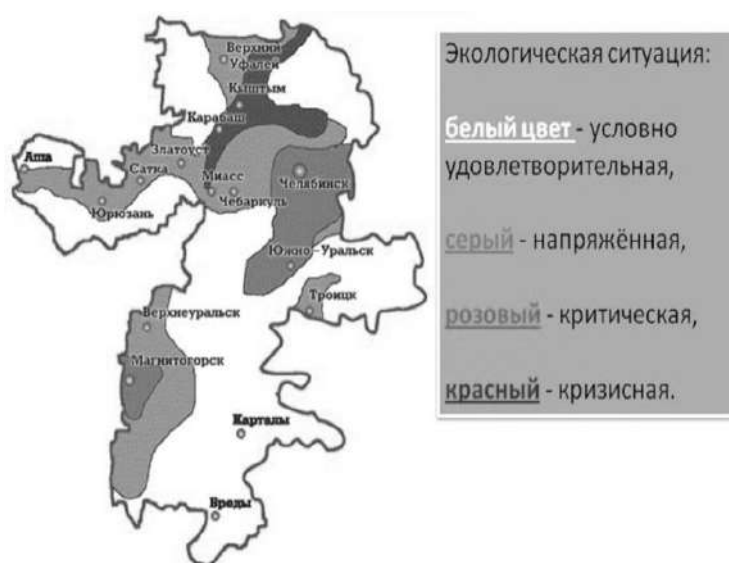 Верхний
Уфалей
Кыштым
Карабаш
Златоуст
Аша
Сатка
Миасс
Челябинск
Чебаркуль
Юрюзань
Южно-Уральск
Троицк
Верхнеуральск
Магнитогорск
Карталы
Бреды
Экологическая ситуация:
белый цвет - условно
удовлетворительная,
серый - напряжённая,
розовый - критическая,
красный - кризисная.